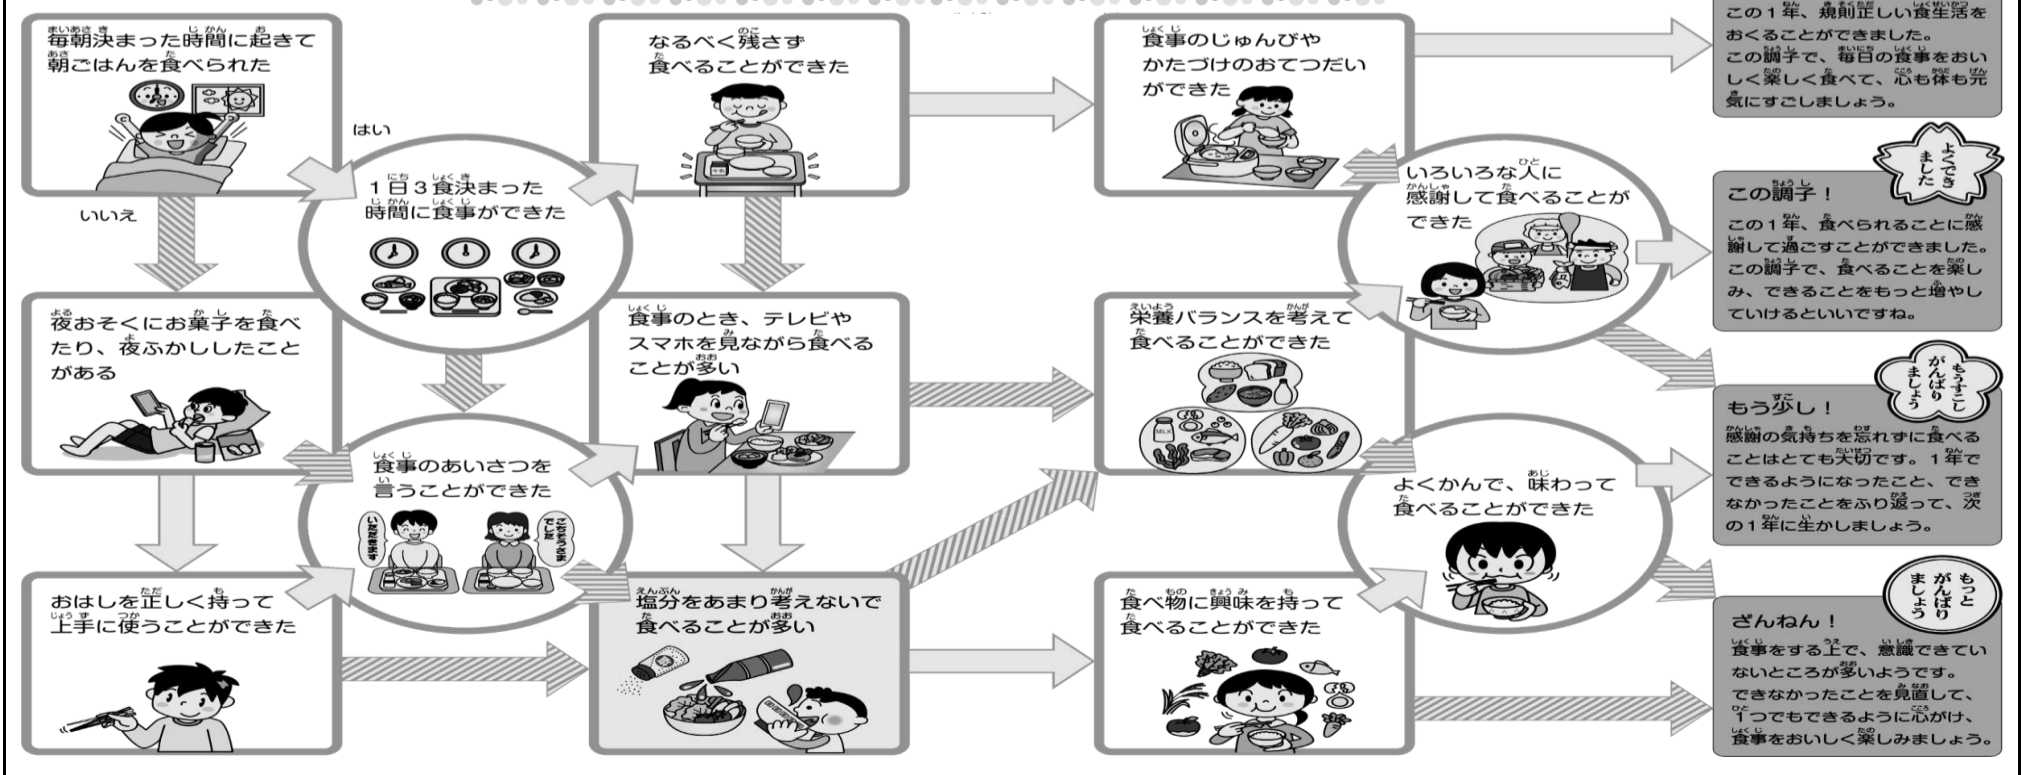 毎朝決まった時間に起きて
朝ごはんを食べられた
はい
いいえ
1日3食決まった
時間に食事ができた
なるべく残さず
食べることができた
食事のじゅんびや
かたづけのおてつだい
ができた
いろいろな人に
感謝して食べることが
できた
夜おそくにお菓子を食べ
たり、夜ふかししたこと
がある
食事のあいさつを
言うことができた
いただきます
ごちそうさま
でした
食事のとき、テレビや
スマホを見ながら食べる
ことが多い
栄養バランスを考えて
食べることができた
MILK
よくかんで、味わって
食べることができた
おはしを正しく持って
上手に使うことができた
塩分をあまり考えないで
食べることが多い
食べ物に興味を持って
食べることができた
この1年、規則正しい食生活を
おくることができました。
この調子で、毎日の食事をおい
しく楽しく食べて、心も体も元
気にすごしましょう。
よくでき
ました
この調子！
この1年、食べられることに感
謝して過ごすことができました。
この調子で、食べることを楽し
み、できることをもっと増やし
ていけるといいですね。
もうすこし
がんばり
ましょう
もう少し！
感謝の気持ちを忘れずに食べる
ことはとても大切です。1年で
できるようになったこと、でき
なかったことをふり返って、次
の1年に生かしましょう。
もっと
がんばり
ましょう
ざんねん！
食事をする上で、意識できてい
ないところが多いようです。
できなかったことを見直して、
1つでもできるように心がけ、
食事をおいしく楽しみましょう。